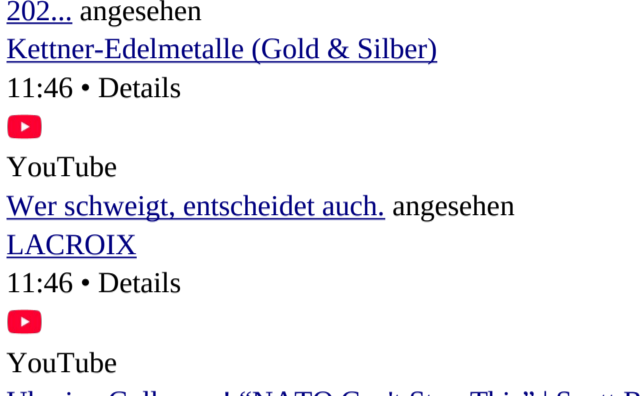 202... angesehen
Kettner-Edelmetalle (Gold & Silber)
11:46 • Details
YouTube
Wer schweigt, entscheidet auch. angesehen
LACROIX
11:46 • Details
YouTube